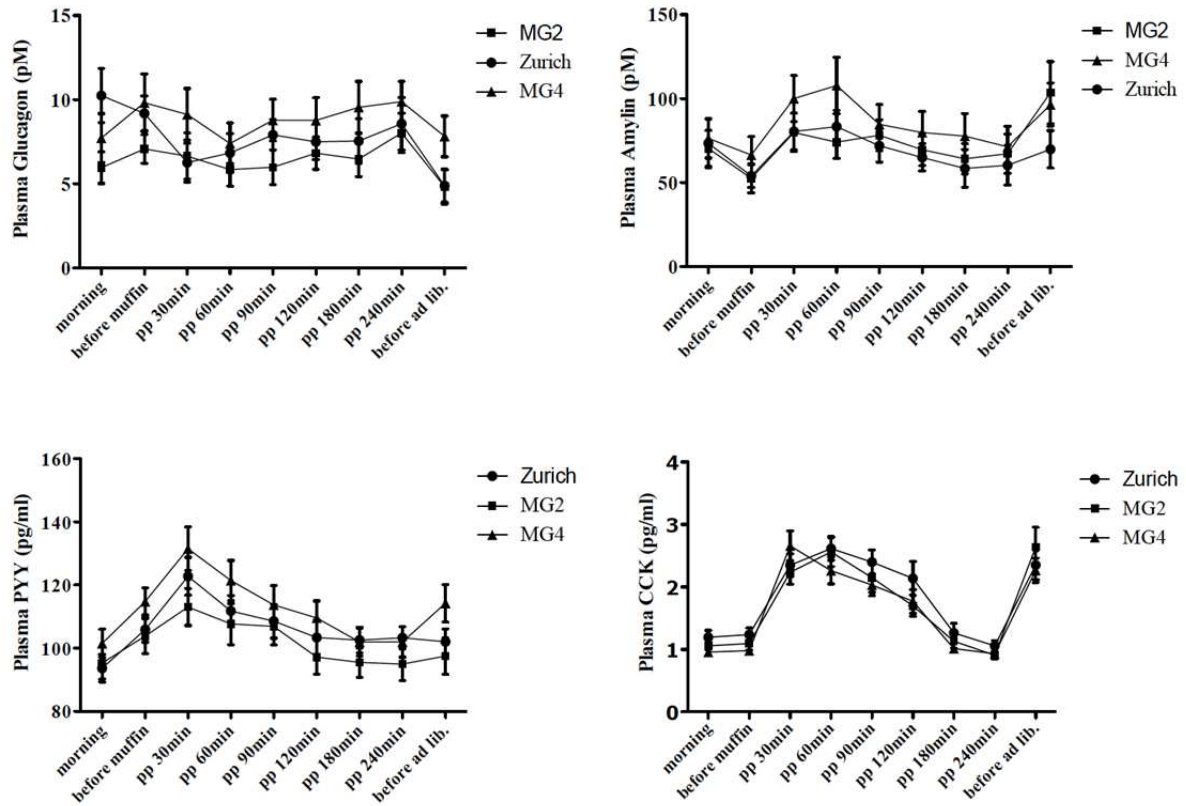 Plasma Glucagon (pM)
15
10
5
0
MG2
Zurich
MG4
morning
before muffin
pp 30min
pp 60min
pp 90min
pp 120min
pp 180min
pp 240min
before ad lib.
Plasma Amylin (pM)
150
100
50
0
MG2
MG4
Zurich
morning
before muffin
pp 30min
pp 60min
pp 90min
pp 120min
pp 180min
pp 240min
before ad lib.
Plasma PYY (pg/ml)
160
140
120
100
80
Zurich
MG2
MG4
morning
before muffin
pp 30min
pp 60min
pp 90min
pp 120min
pp 180min
pp 240min
before ad lib.
Plasma CCK (pg/ml)
4
3
2
1
0
Zurich
MG2
MG4
morning
before muffin
pp 30min
pp 60min
pp 90min
pp 120min
pp 180min
pp 240min
before ad lib.